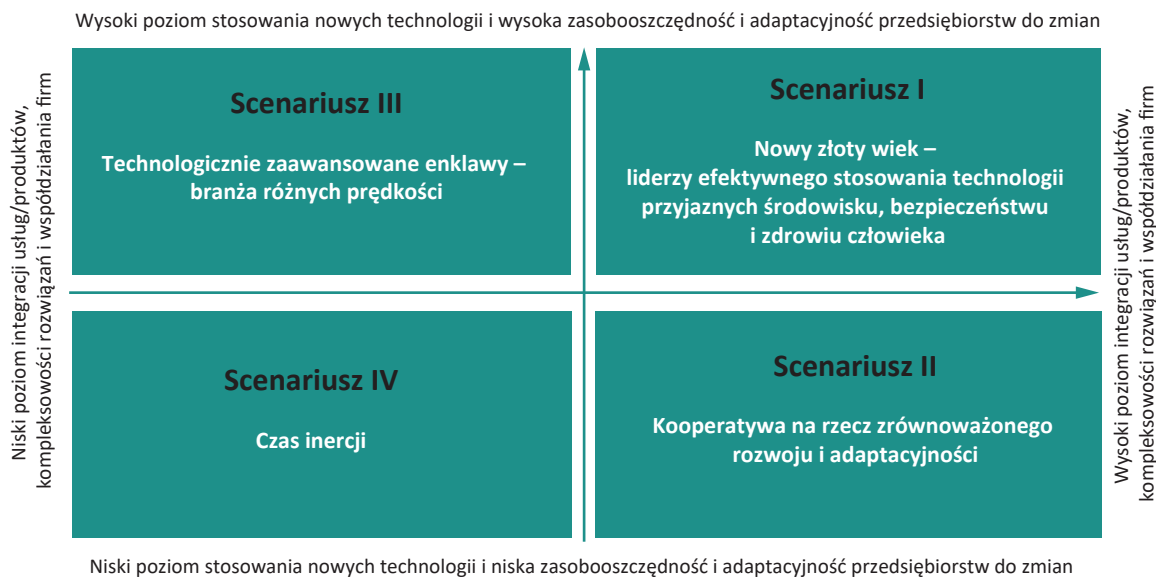 Wysoki poziom stosowania nowych technologii i wysoka zasobooszczędność i adaptacyjność przedsiębiorstw do zmian
Niski poziom integracji usług/produktów,
kompleksowości rozwiązań i współdziałania firm
Scenariusz III
Technologicznie zaawansowane enklawy –
branża różnych prędkości
Scenariusz I
Nowy złoty wiek –
liderzy efektywnego stosowania technologii
przyjaznych środowisku, bezpieczeństwu
i zdrowiu człowieka
Wysoki poziom integracji usług/produktów,
kompleksowości rozwiązań i współdziałania firm
Scenariusz IV
Czas inercji
Scenariusz II
Kooperatywa na rzecz zrównoważonego
rozwoju i adaptacyjności
Niski poziom stosowania nowych technologii i niska zasobooszczędność i adaptacyjność przedsiębiorstw do zmian